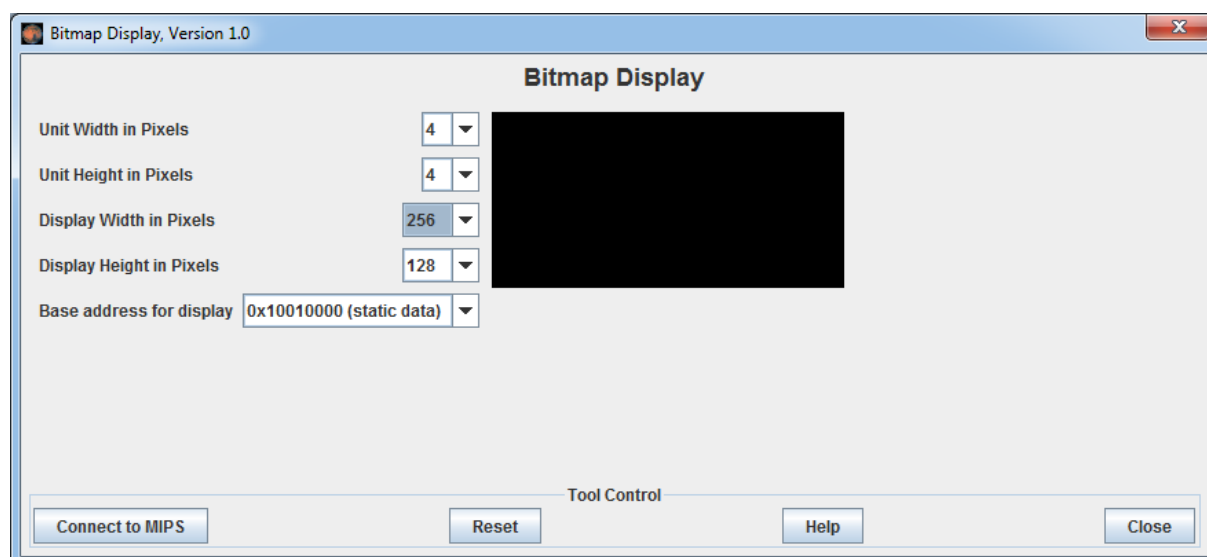 Bitmap Display, Version 1.0
Bitmap Display
Unit Width in Pixels 4
Unit Height in Pixels 4
Display Width in Pixels 256
Display Height in Pixels 128
Base address for display 0x10010000 (static data)
Tool Control
Connect to MIPS Reset Help Close